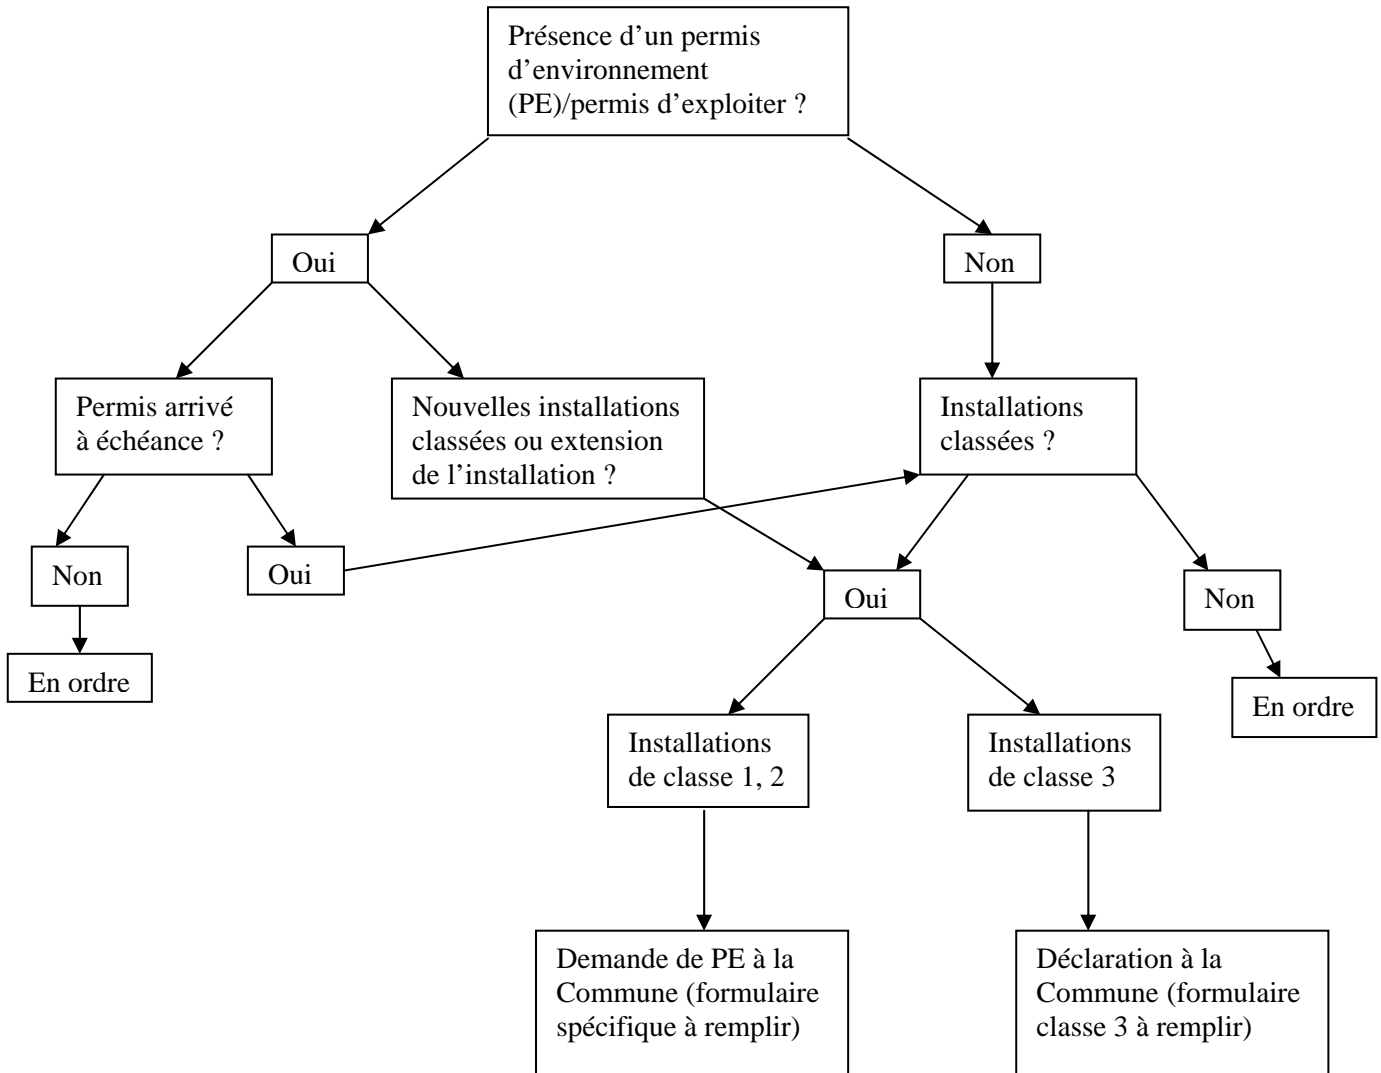 Présence d’un permis
d’environnement
(PE)/permis d’exploiter ?
Oui
Non
Permis arrivé
à échéance ?
Nouvelles installations
classées ou extension
de l’installation ?
Installations
classées ?
Non
Oui
Oui
Non
En ordre
En ordre
Installations
de classe 1, 2
Installations
de classe 3
Demande de PE à la
Commune (formulaire
spécifique à remplir)
Déclaration à la
Commune (formulaire
classe 3 à remplir)